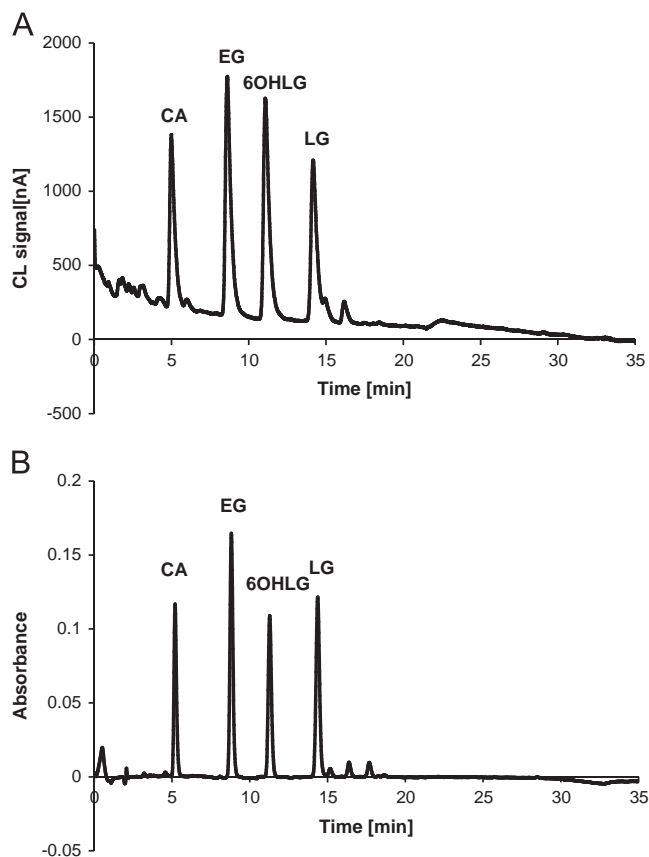 A
2000
1500
1000
500
0
-500
CL signal[nA]
CA
EG
6OHLG
LG
0 5 10 15 20 25 30 35
Time [min]
B
0.2
0.15
0.1
0.05
0
-0.05
Absorbance
CA
EG
6OHLG
LG
0 5 10 15 20 25 30 35
Time [min]